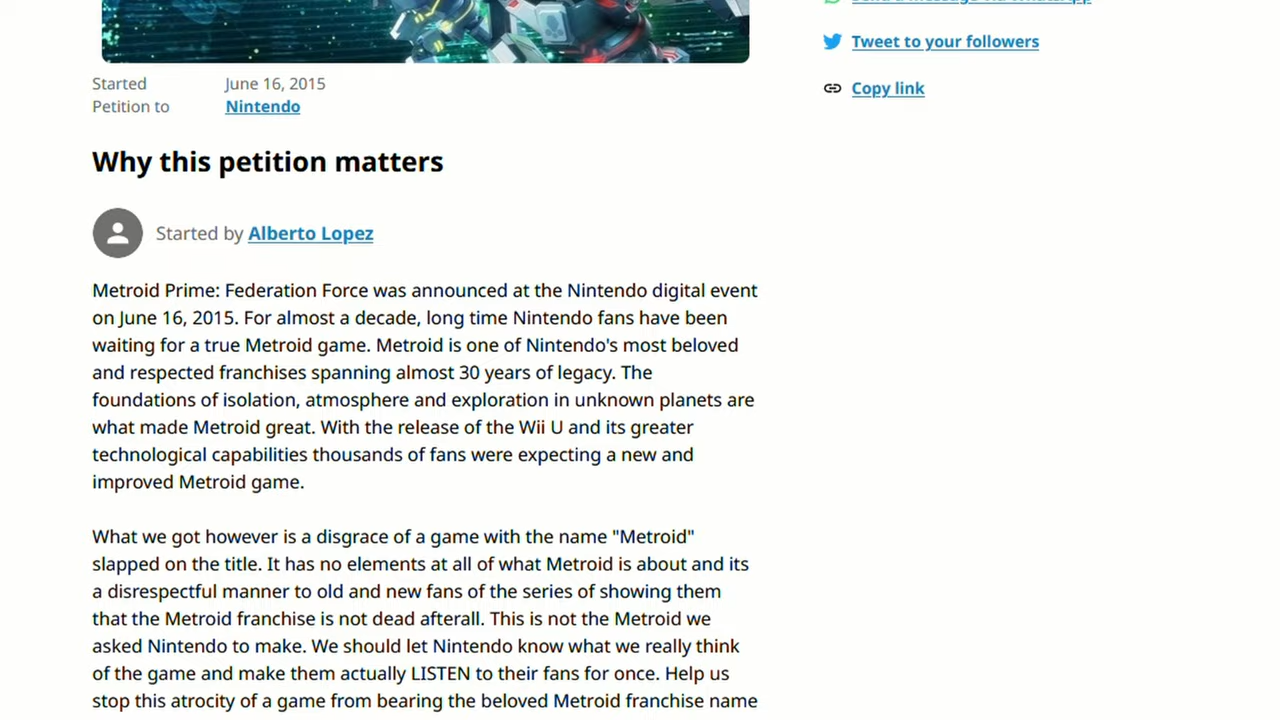 Send a message via WhatsApp
Tweet to your followers
Started June 16, 2015
Petition to Nintendo
Copy link
Why this petition matters
Started by Alberto Lopez
Metroid Prime: Federation Force was announced at the Nintendo digital event
on June 16, 2015. For almost a decade, long time Nintendo fans have been
waiting for a true Metroid game. Metroid is one of Nintendo's most beloved
and respected franchises spanning almost 30 years of legacy. The
foundations of isolation, atmosphere and exploration in unknown planets are
what made Metroid great. With the release of the Wii U and its greater
technological capabilities thousands of fans were expecting a new and
improved Metroid game.
What we got however is a disgrace of a game with the name "Metroid"
slapped on the title. It has no elements at all of what Metroid is about and its
a disrespectful manner to old and new fans of the series of showing them
that the Metroid franchise is not dead afterall. This is not the Metroid we
asked Nintendo to make. We should let Nintendo know what we really think
of the game and make them actually LISTEN to their fans for once. Help us
stop this atrocity of a game from bearing the beloved Metroid franchise name